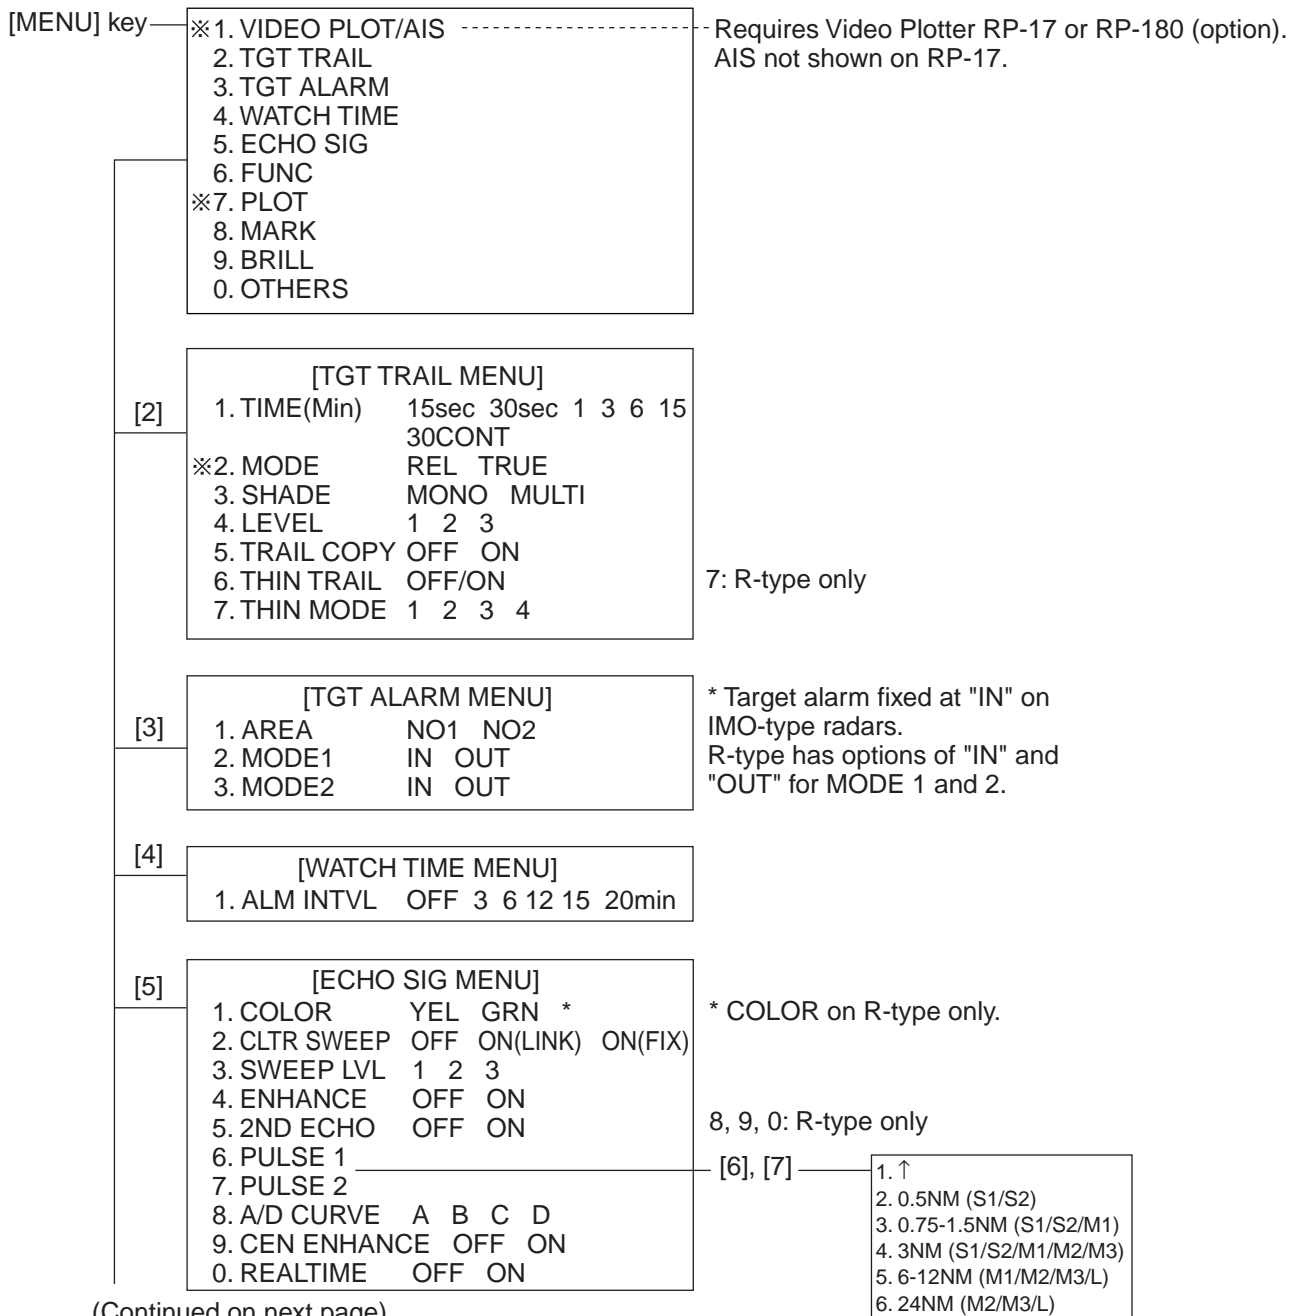 [MENU] key
※1. VIDEO PLOT/AIS
Requires Video Plotter RP-17 or RP-180 (option).
2. TGT TRAIL
AIS not shown on RP-17.
3. TGT ALARM
4. WATCH TIME
5. ECHO SIG
6. FUNC
※7. PLOT
8. MARK
9. BRILL
0. OTHERS
[TGT TRAIL MENU]
[2]
1. TIME(Min) 15sec 30sec 1 3 6 15
30CONT
※2. MODE REL TRUE
3. SHADE MONO MULTI
4. LEVEL 1 2 3
5. TRAIL COPY OFF ON
6. THIN TRAIL OFF/ON
7. THIN MODE 1 2 3 4
7: R-type only
[TGT ALARM MENU]
[3]
1. AREA NO1 NO2
2. MODE1 IN OUT
3. MODE2 IN OUT
* Target alarm fixed at "IN" on
IMO-type radars.
R-type has options of "IN" and
"OUT" for MODE 1 and 2.
[4]
[WATCH TIME MENU]
1. ALM INTVL OFF 3 6 12 15 20min
[5]
[ECHO SIG MENU]
1. COLOR YEL GRN *
* COLOR on R-type only.
2. CLTR SWEEP OFF ON(LINK) ON(FIX)
3. SWEEP LVL 1 2 3
4. ENHANCE OFF ON
5. 2ND ECHO OFF ON
8, 9, 0: R-type only
6. PULSE 1
7. PULSE 2
8. A/D CURVE A B C D
9. CEN ENHANCE OFF ON
0. REALTIME OFF ON
[6], [7]
1. ↑
2. 0.5NM (S1/S2)
3. 0.75-1.5NM (S1/S2/M1)
4. 3NM (S1/S2/M1/M2/M3)
5. 6-12NM (M1/M2/M3/L)
6. 24NM (M2/M3/L)
(Continued on next page)